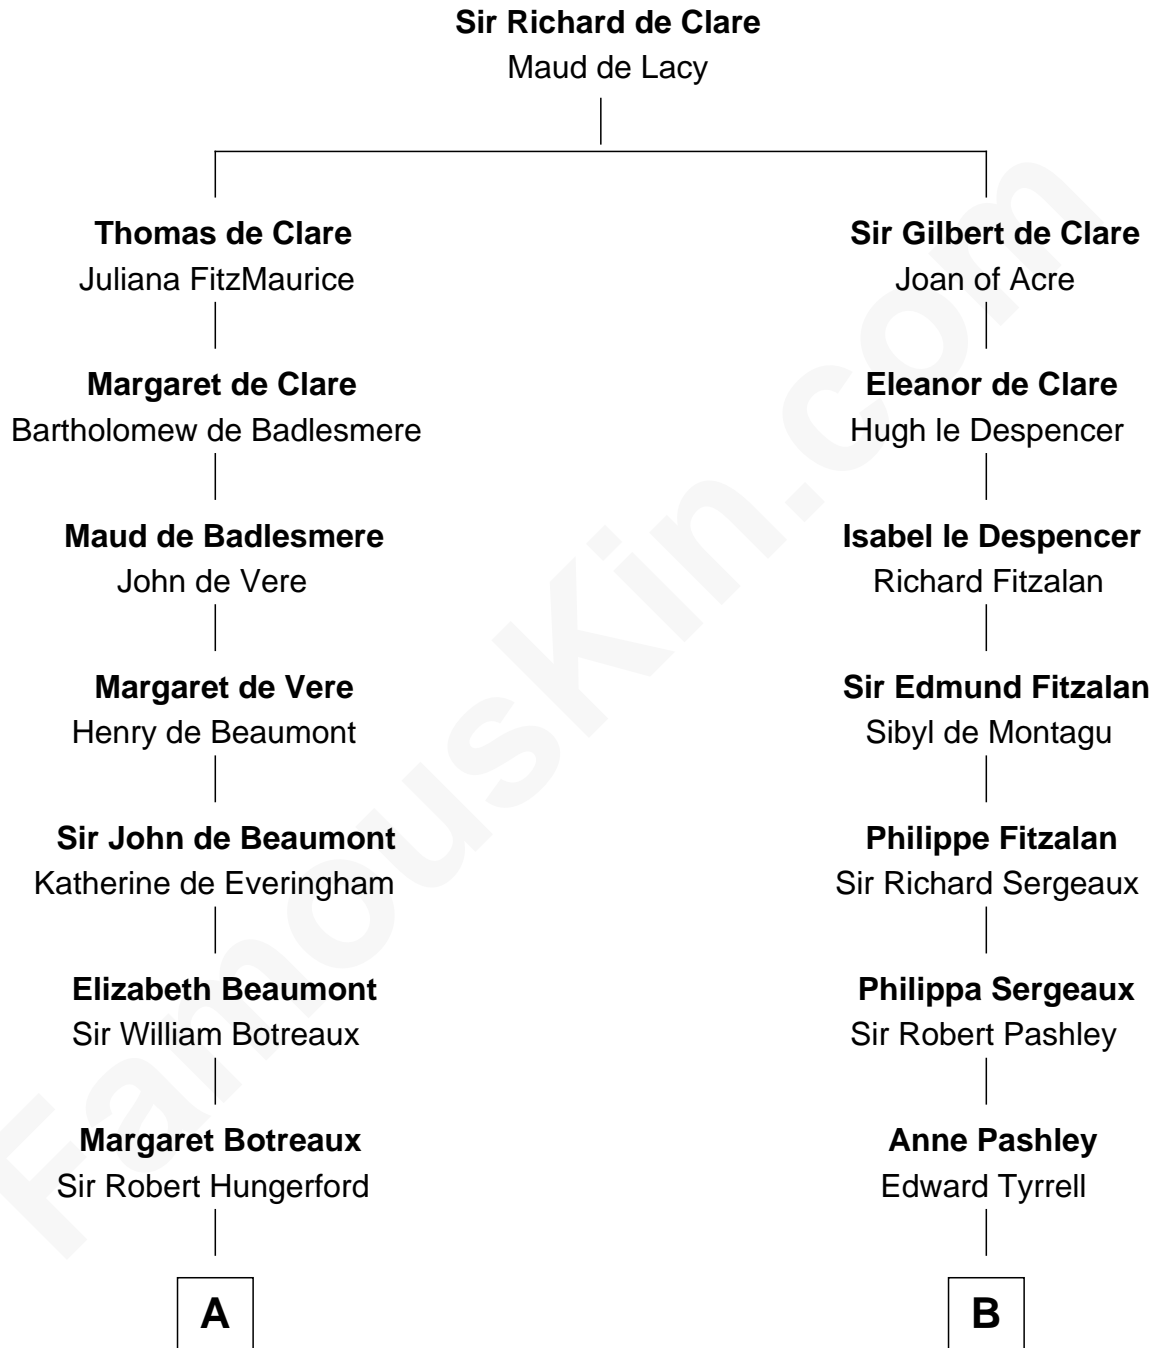 Sir Richard de Clare
Maud de Lacy
Thomas de Clare
Juliana FitzMaurice
Margaret de Clare
Bartholomew de Badlesmere
Maud de Badlesmere
John de Vere
Margaret de Vere
Henry de Beaumont
Sir John de Beaumont
Katherine de Everingham
Elizabeth Beaumont
Sir William Botreaux
Margaret Botreaux
Sir Robert Hungerford
A
Sir Gilbert de Clare
Joan of Acre
Eleanor de Clare
Hugh le Despencer
Isabel le Despencer
Richard Fitzalan
Sir Edmund Fitzalan
Sibyl de Montagu
Philippe Fitzalan
Sir Richard Sergeaux
Philippa Sergeaux
Sir Robert Pashley
Anne Pashley
Edward Tyrrell
B
FamousKin.com